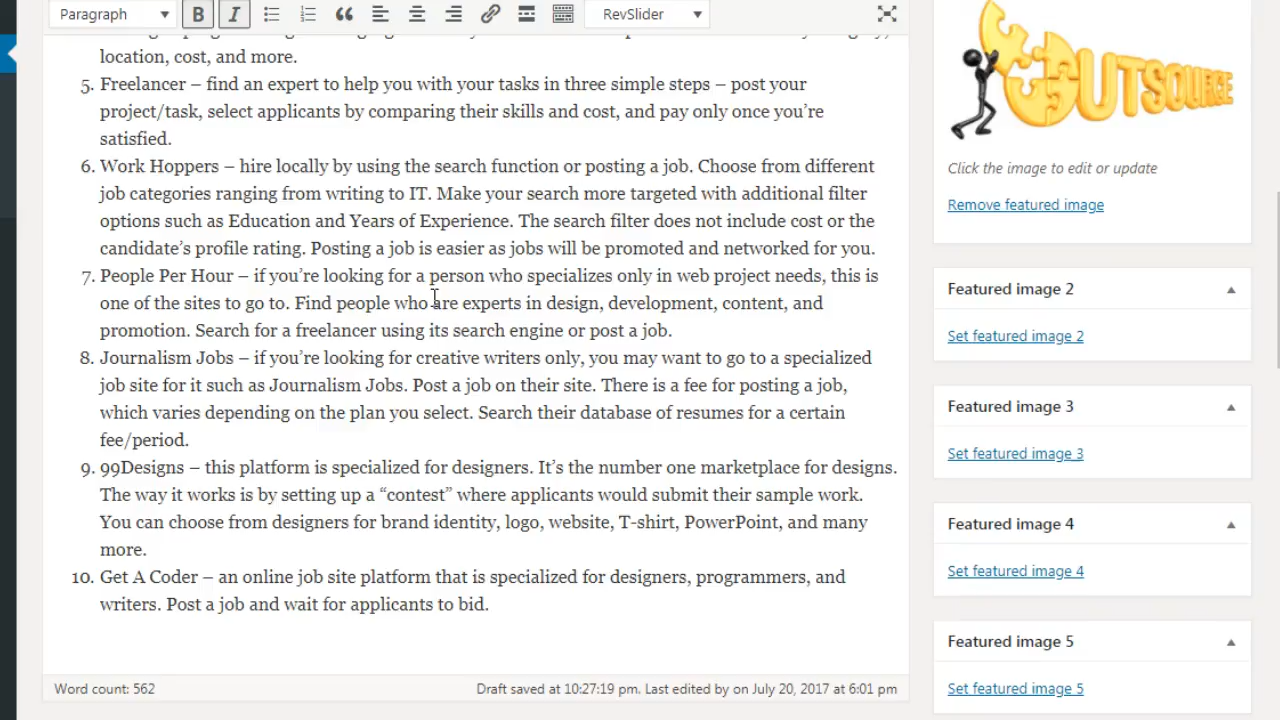 Paragraph
B
I
RevSlider
location, cost, and more.
5. Freelancer – find an expert to help you with your tasks in three simple steps – post your
project/task, select applicants by comparing their skills and cost, and pay only once you're
satisfied.
6. Work Hoppers – hire locally by using the search function or posting a job. Choose from different
job categories ranging from writing to IT. Make your search more targeted with additional filter
options such as Education and Years of Experience. The search filter does not include cost or the
candidate's profile rating. Posting a job is easier as jobs will be promoted and networked for you.
7. People Per Hour – if you're looking for a person who specializes only in web project needs, this is
one of the sites to go to. Find people who are experts in design, development, content, and
promotion. Search for a freelancer using its search engine or post a job.
8. Journalism Jobs – if you're looking for creative writers only, you may want to go to a specialized
job site for it such as Journalism Jobs. Post a job on their site. There is a fee for posting a job,
which varies depending on the plan you select. Search their database of resumes for a certain
fee/period.
9. 99Designs – this platform is specialized for designers. It's the number one marketplace for designs.
The way it works is by setting up a “contest” where applicants would submit their sample work.
You can choose from designers for brand identity, logo, website, T-shirt, PowerPoint, and many
more.
10. Get A Coder – an online job site platform that is specialized for designers, programmers, and
writers. Post a job and wait for applicants to bid.
Word count: 562
Draft saved at 10:27:19 pm. Last edited by on July 20, 2017 at 6:01 pm
OUTSOURCE
Click the image to edit or update
Remove featured image
Featured image 2
Set featured image 2
Featured image 3
Set featured image 3
Featured image 4
Set featured image 4
Featured image 5
Set featured image 5